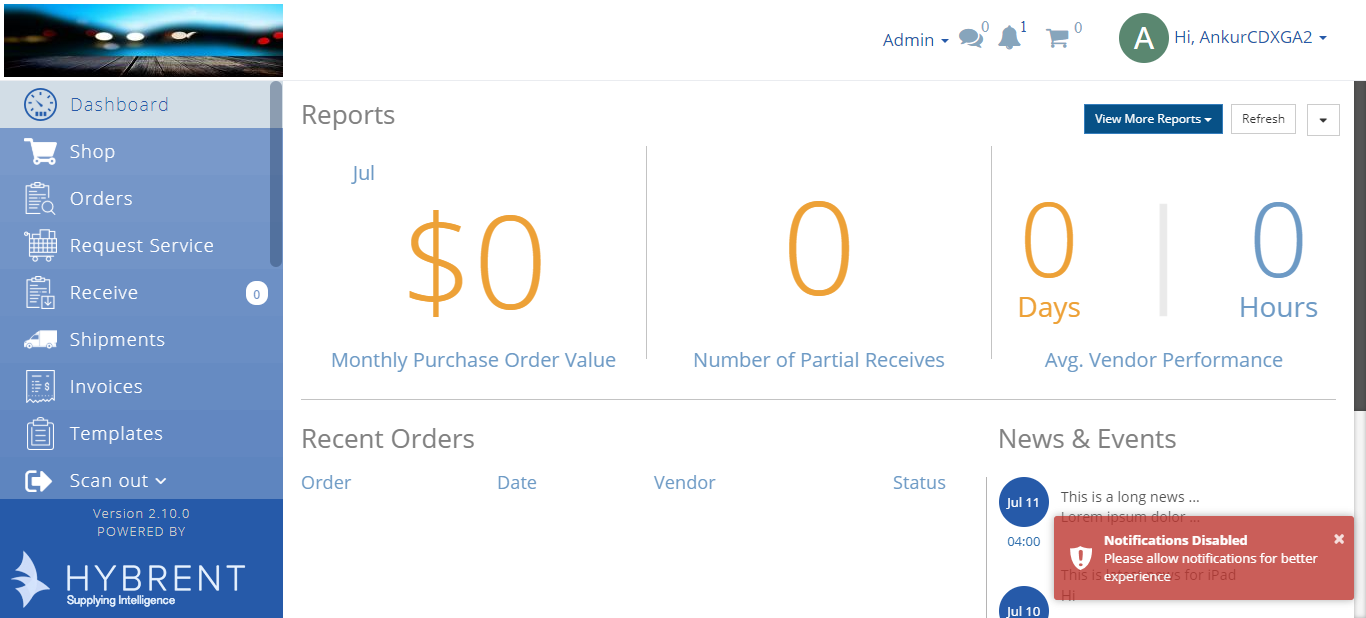 Admin
0
1
0
A
Hi, AnkurCDXGA2
Dashboard
Shop
Orders
Request Service
Receive
0
Shipments
Invoices
Templates
Scan out
Version 2.10.0
POWERED BY
HYBRENT
Supplying Intelligence
Reports
View More Reports
Refresh
Jul
$0
Monthly Purchase Order Value
0
Number of Partial Receives
0
Days
0
Hours
Avg. Vendor Performance
Recent Orders
Order Date Vendor Status
News & Events
Jul 11
04:00
This is a long news ...
Lorem ipsum dolor ...
Jul 10
This is latest news for iPad
Hi
Notifications Disabled
Please allow notifications for better
experience
×